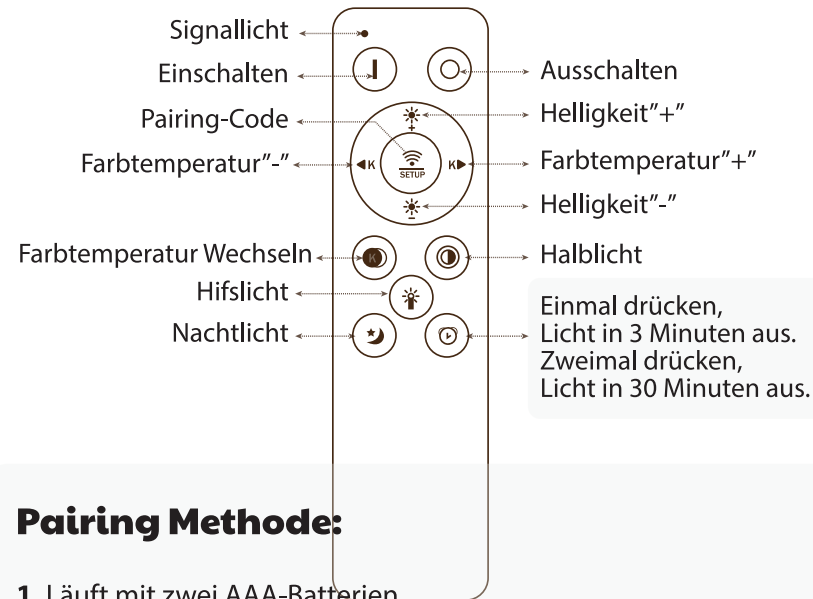 Signallicht
Einschalten
Ausschalten
Pairing-Code
Helligkeit"+"
Farbtemperatur"-"
Farbtemperatur"+"
Helligkeit"-"
+
K
SETUP
K
–
Farbtemperatur Wechseln
K
Halblicht
Hifslicht
Nachtlicht
Einmal drücken,
Licht in 3 Minuten aus.
Zweimal drücken,
Licht in 30 Minuten aus.
Pairing Methode:
1. Läuft mit zwei AAA-Batterien